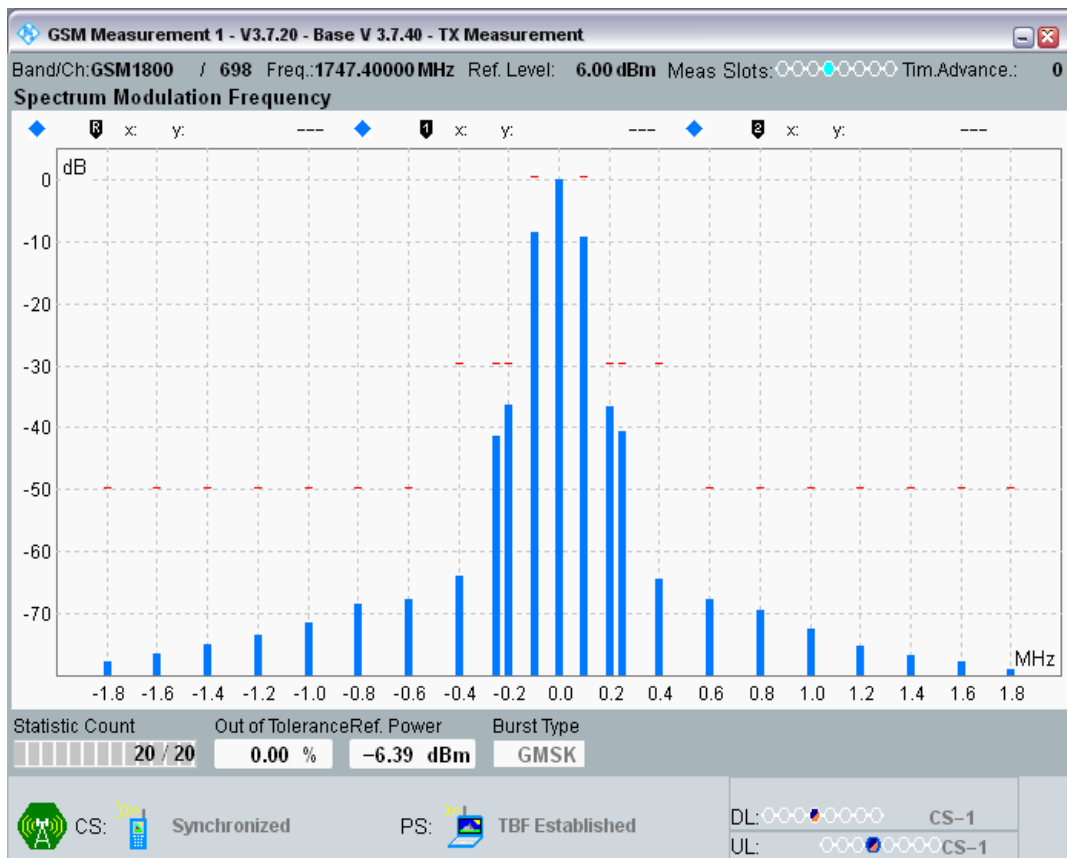 GSM Measurement 1 - V3.7.20 - Base V 3.7.40 - TX Measurement
Band/Ch:GSM1800 / 698 Freq.:1747.40000 MHz Ref. Level: 6.00 dBm Meas Slots: Tim.Advance.: 0
Spectrum Modulation Frequency
R x: y: --- 1 x: y: --- 2 x: y: ---
dB
0
-10
-20
-30
-40
-50
-60
-70
MHz
-1.8 -1.6 -1.4 -1.2 -1.0 -0.8 -0.6 -0.4 -0.2 0.0 0.2 0.4 0.6 0.8 1.0 1.2 1.4 1.6 1.8
Statistic Count Out of Tolerance Ref. Power Burst Type
20 / 20 0.00 % −6.39 dBm GMSK
CS: Synchronized PS: TBF Established DL: CS−1
UL: CS−1